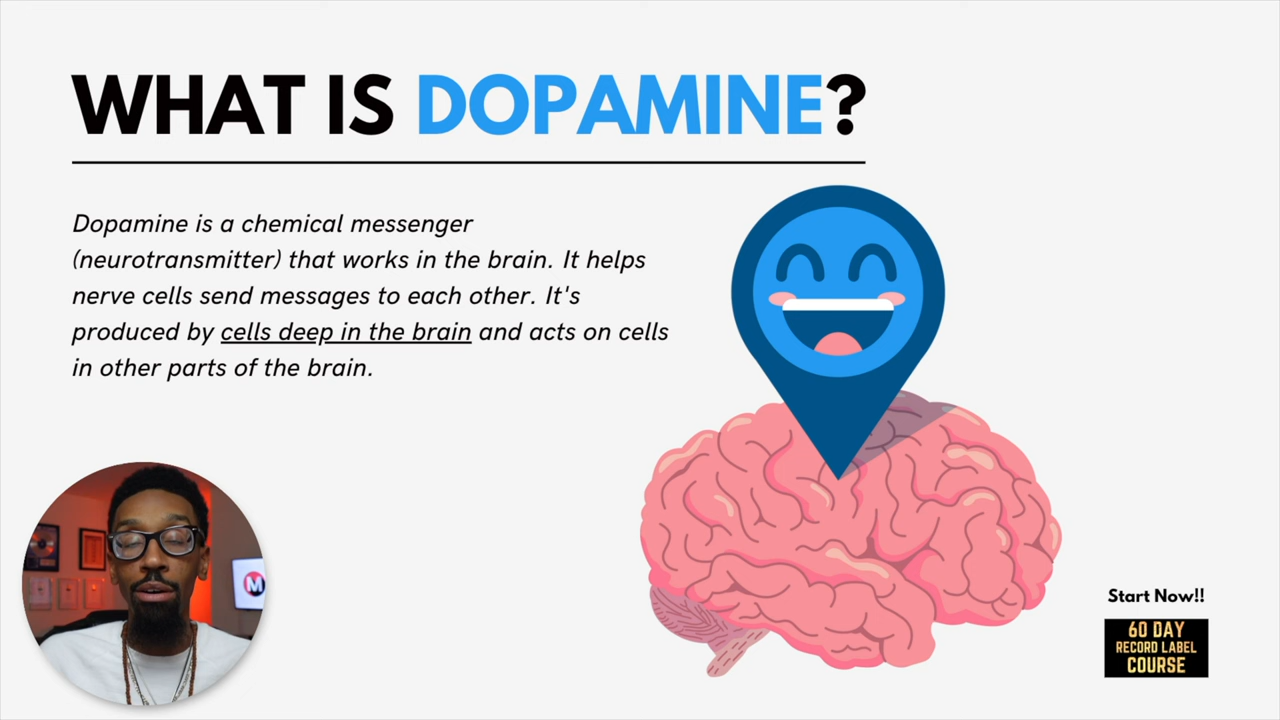 WHAT IS DOPAMINE?
Dopamine is a chemical messenger
(neurotransmitter) that works in the brain. It helps
nerve cells send messages to each other. It's
produced by cells deep in the brain and acts on cells
in other parts of the brain.
M
Start Now!!
60 DAY
RECORD LABEL
COURSE